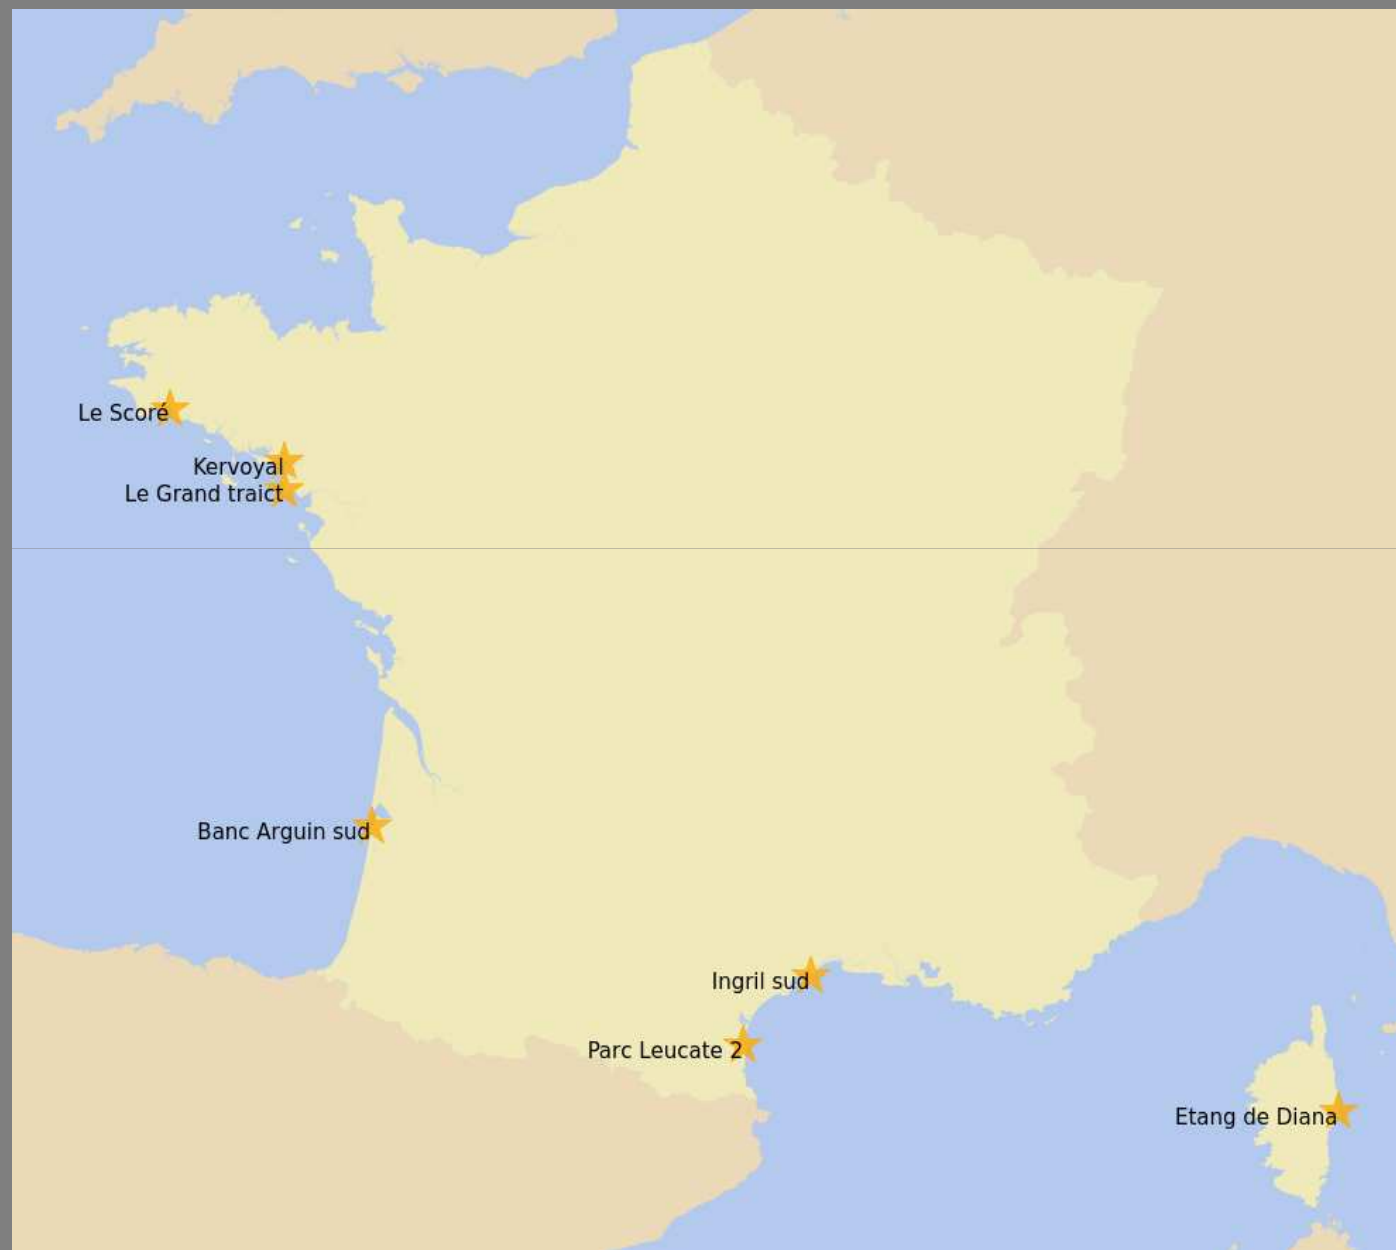 Le Scoré
Kervoyal
Le Grand traict
Banc Arguin sud
Ingril sud
Parc Leucate 2
Etang de Diana